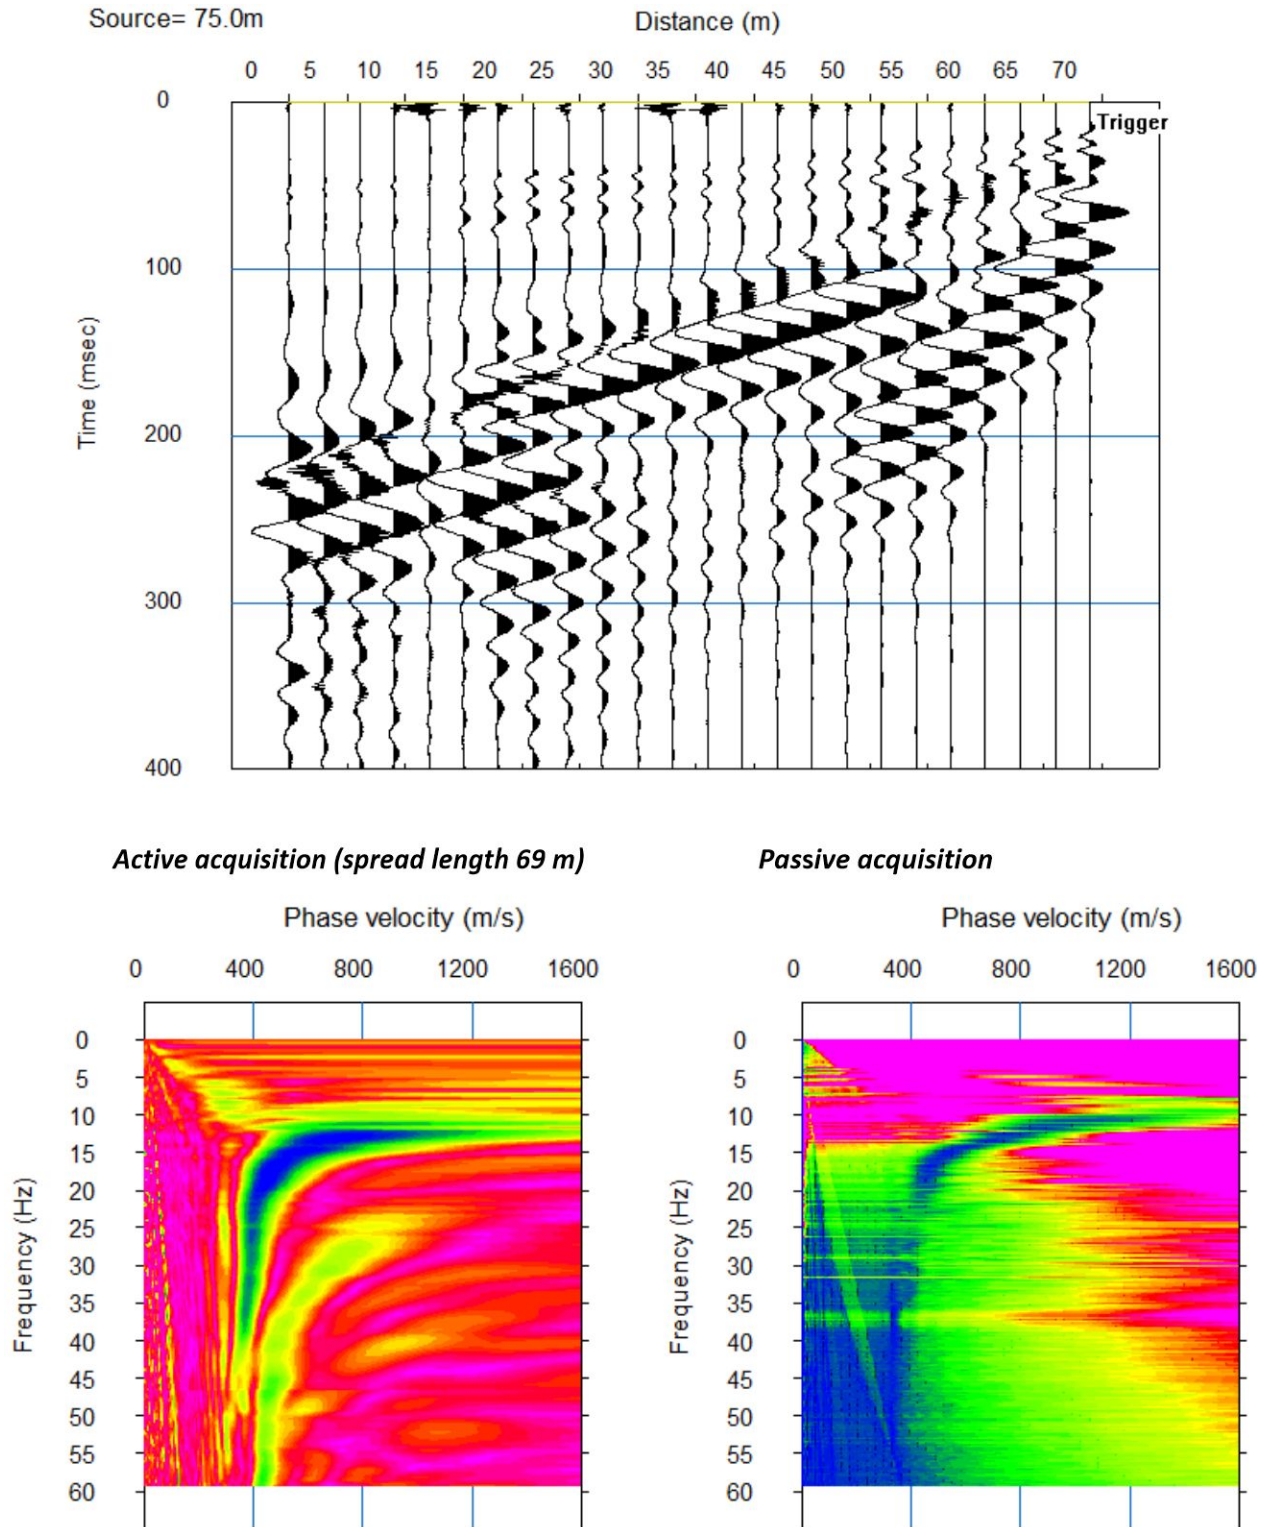 Source= 75.0m
Distance (m)
0 5 10 15 20 25 30 35 40 45 50 55 60 65 70
0
Trigger
100
Time (msec)
200
300
400
Active acquisition (spread length 69 m) Passive acquisition
Phase velocity (m/s) Phase velocity (m/s)
0 400 800 1200 1600 0 400 800 1200 1600
0 0
5 5
10 10
15 15
20 20
25 25
Frequency (Hz) Frequency (Hz)
30 30
35 35
40 40
45 45
50 50
55 55
60 60